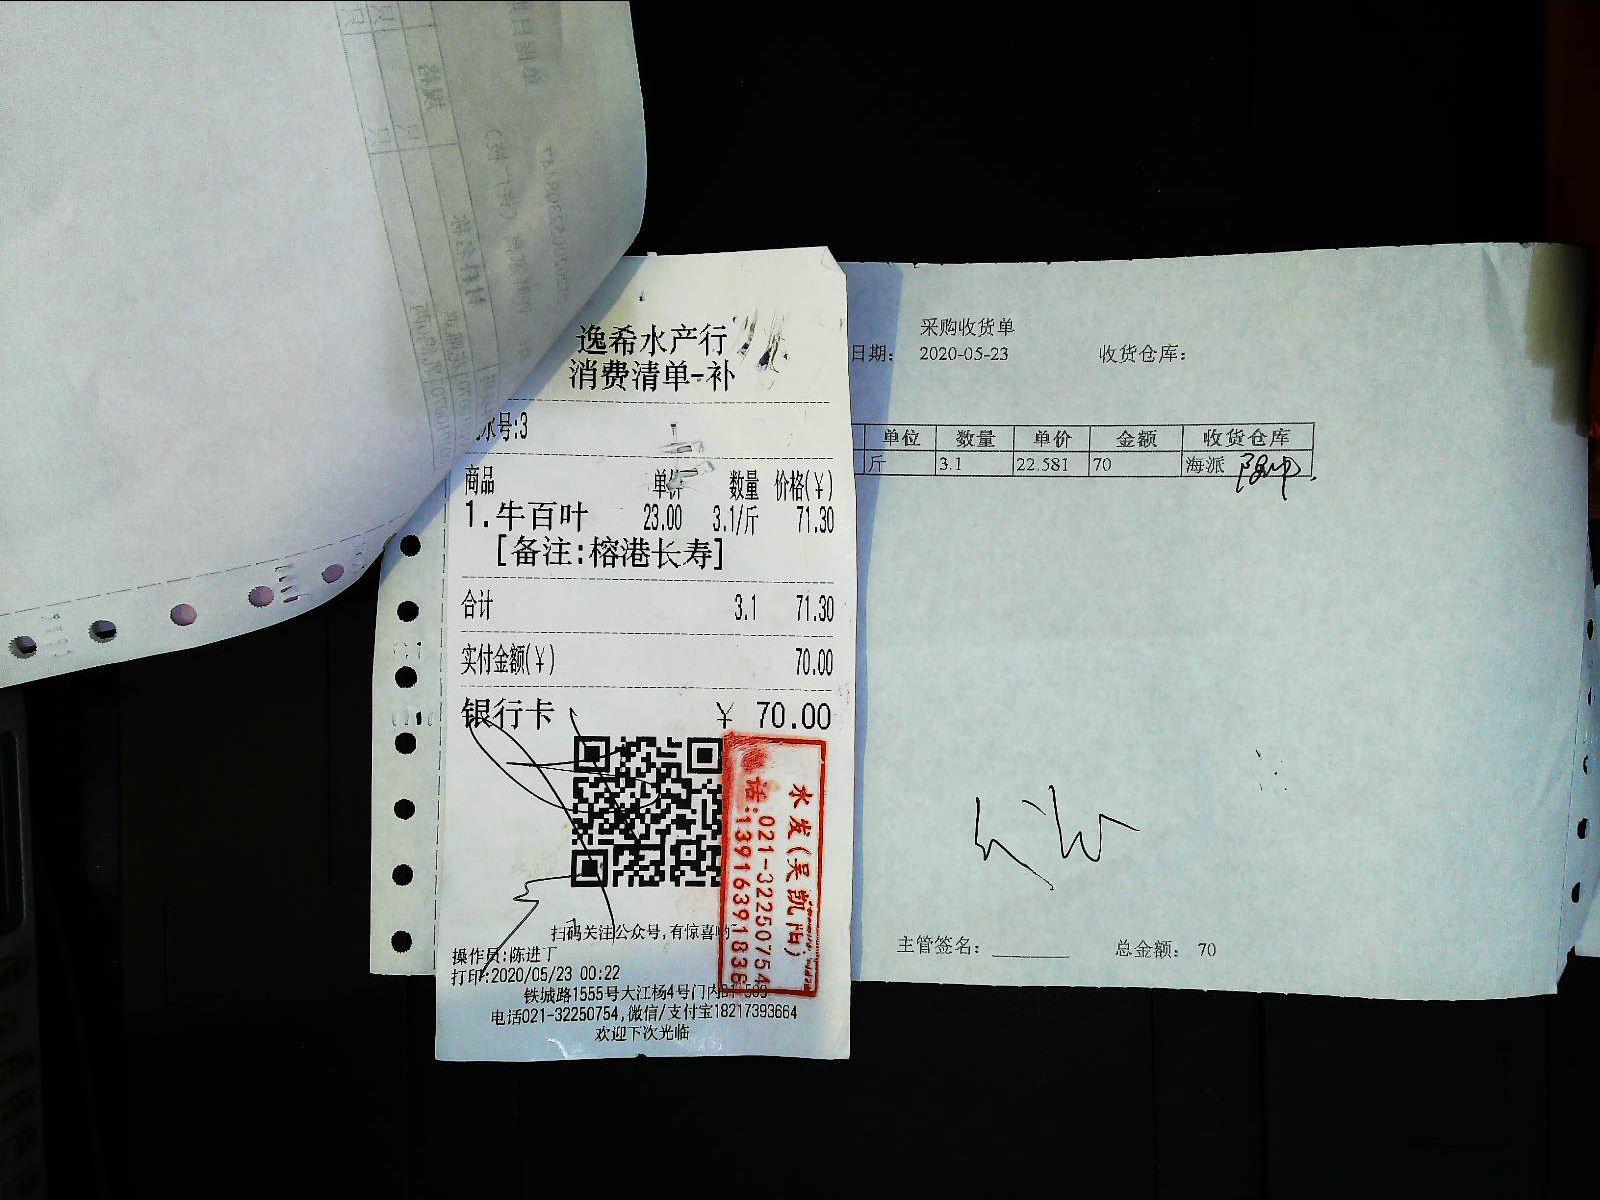 逸希水产行
消费清单-补
水号:3
商品 单价 数量 价格(¥)
1.牛百叶 23.00 3.1/斤 71.30
[备注:榕港长寿]
合计 3.1 71.30
实付金额(¥) 70.00
银行卡 ¥ 70.00
水发(吴凯阳)
话:021-32250754
13916391838
扫码关注公众号,有惊喜哟
操作员:陈进丁
打印:2020/05/23 00:22
铁城路1555号大江杨4号门内
电话021-32250754,微信/支付宝18217393664
欢迎下次光临
采购收货单
日期: 2020-05-23 收货仓库:
单位 数量 单价 金额 收货仓库
斤 3.1 22.581 70 海派
主管签名: 总金额: 70